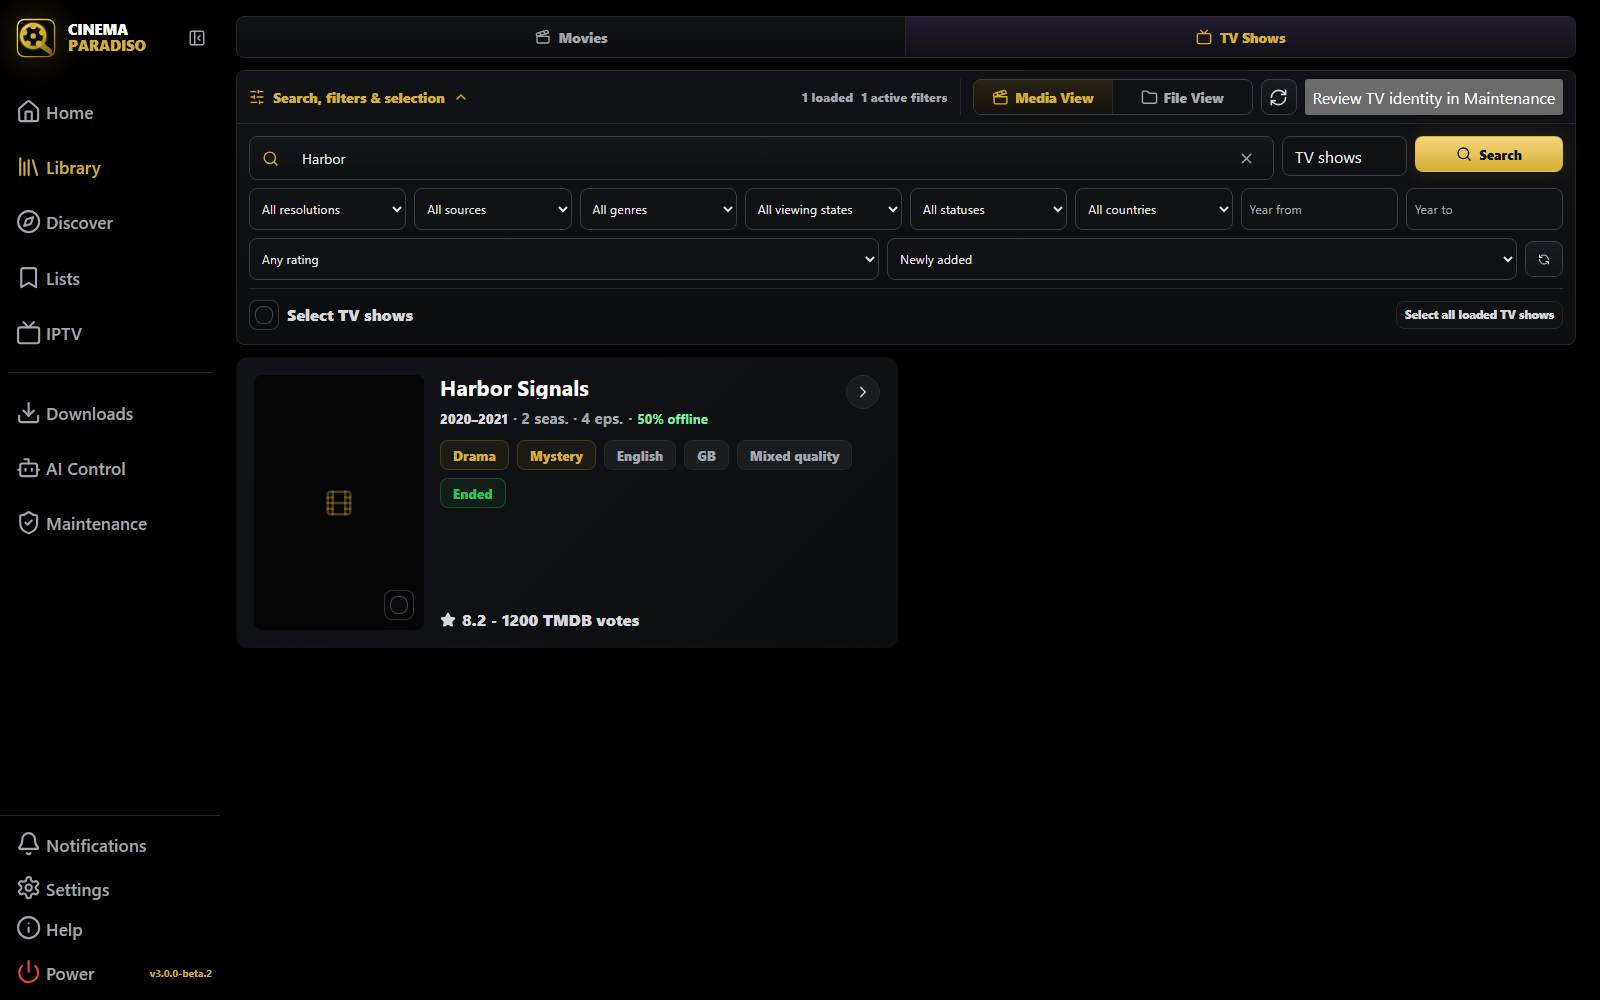 CINEMA
PARADISO
Home
Library
Discover
Lists
IPTV
Downloads
AI Control
Maintenance
Notifications
Settings
Help
Power v3.0.0-beta.2
Movies
TV Shows
Search, filters & selection
1 loaded 1 active filters
Media View
File View
Review TV identity in Maintenance
Harbor
TV shows
Search
All resolutions
All sources
All genres
All viewing states
All statuses
All countries
Year from
Year to
Any rating
Newly added
Select TV shows
Select all loaded TV shows
Harbor Signals
2020–2021 · 2 seas. · 4 eps. · 50% offline
Drama
Mystery
English
GB
Mixed quality
Ended
8.2 - 1200 TMDB votes